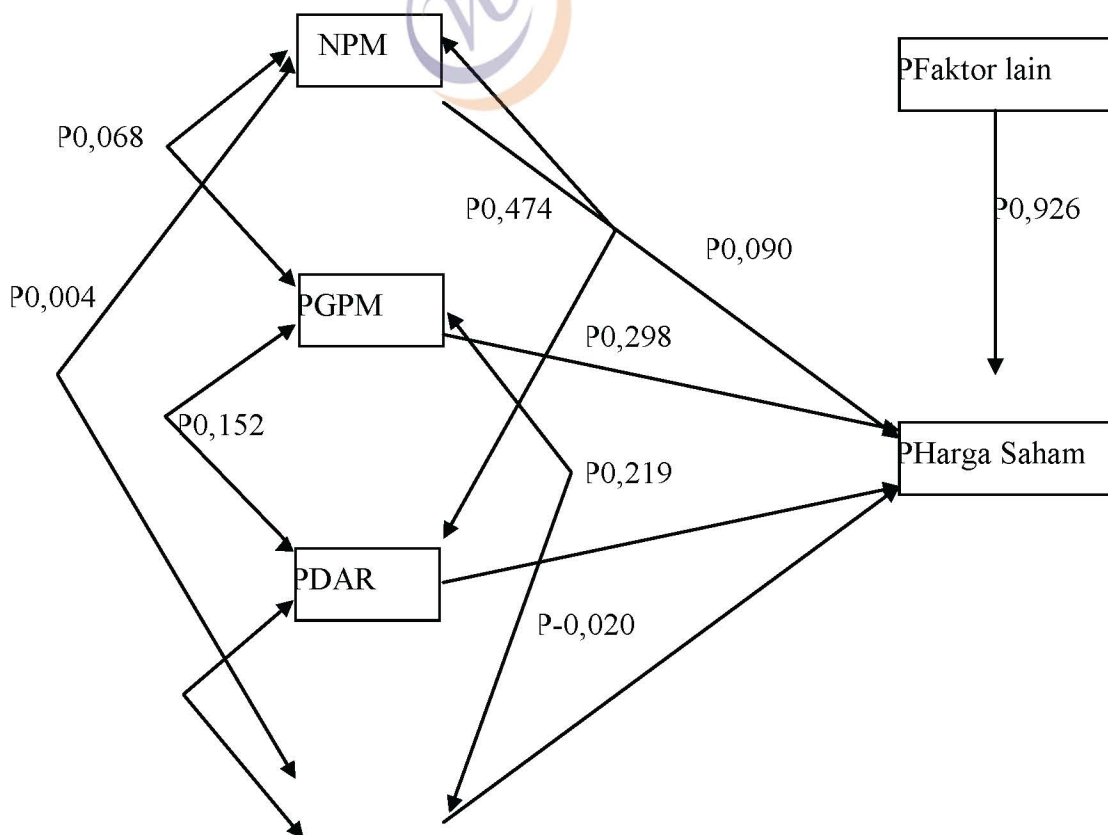 NPM
PFaktor lain
P0,068
P0,474
P0,926
P0,090
P0,004
PGPM
P0,298
P0,152
PHarga Saham
P0,219
PDAR
P-0,020